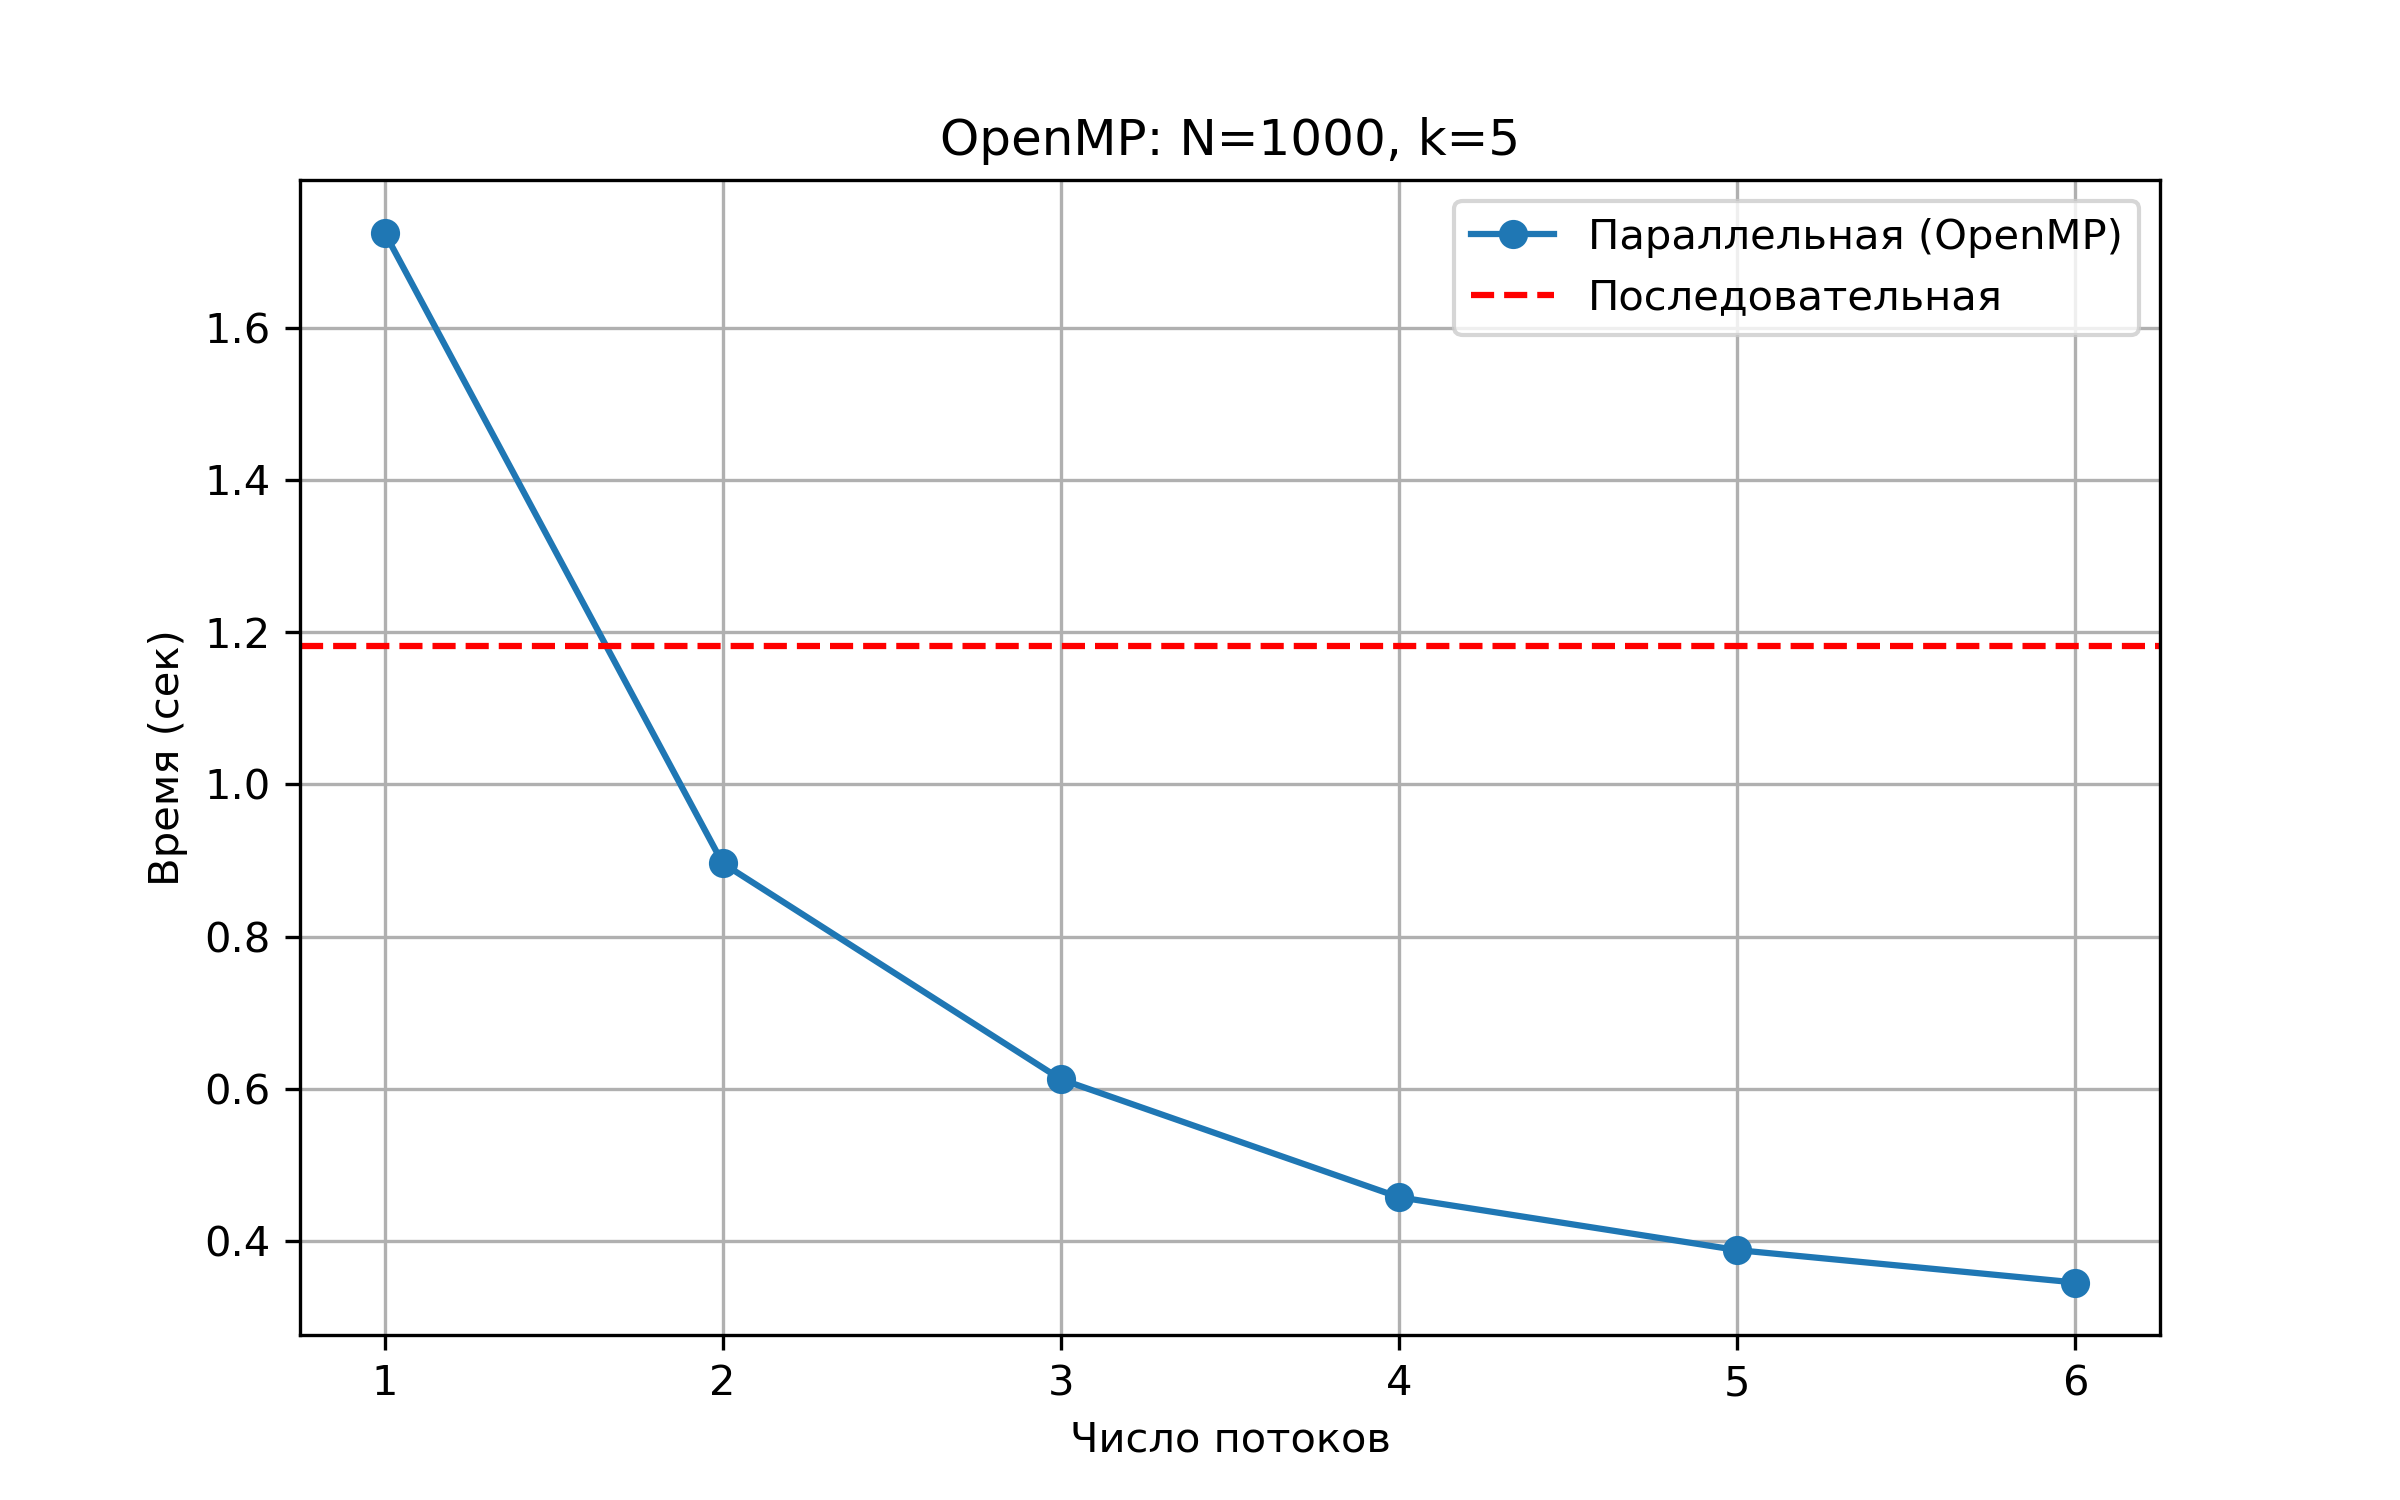 OpenMP: N=1000, k=5
Параллельная (OpenMP)
Последовательная
Время (сек)
1.6
1.4
1.2
1.0
0.8
0.6
0.4
1 2 3 4 5 6
Число потоков